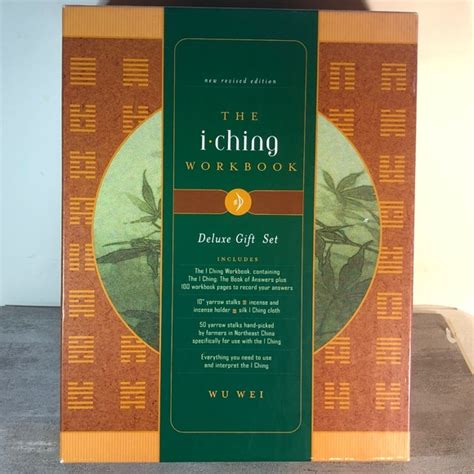 new revised edition
THE
i·ching
WORKBOOK
Deluxe Gift Set
INCLUDES
The I Ching Workbook, containing
The I Ching: The Book of Answers plus
100 workbook pages to record your answers
10" yarrow stalks incense and
incense holder silk I Ching cloth
50 yarrow stalks hand-picked
by farmers in Northeast China
specifically for use with the I Ching
Everything you need to use
and interpret the I Ching
WU WEI